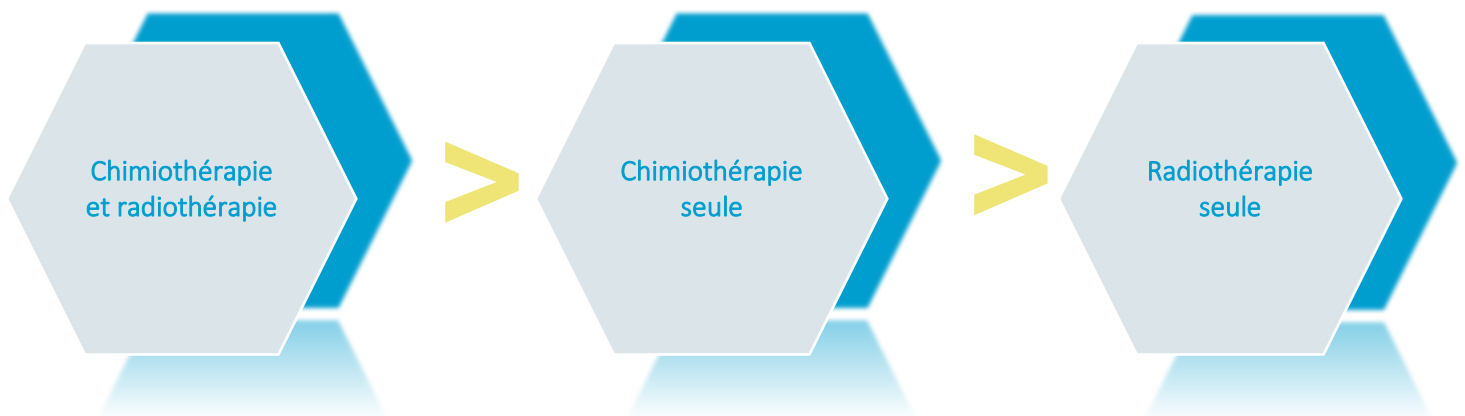 Chimiothérapie
et radiothérapie
>
Chimiothérapie
seule
>
Radiothérapie
seule